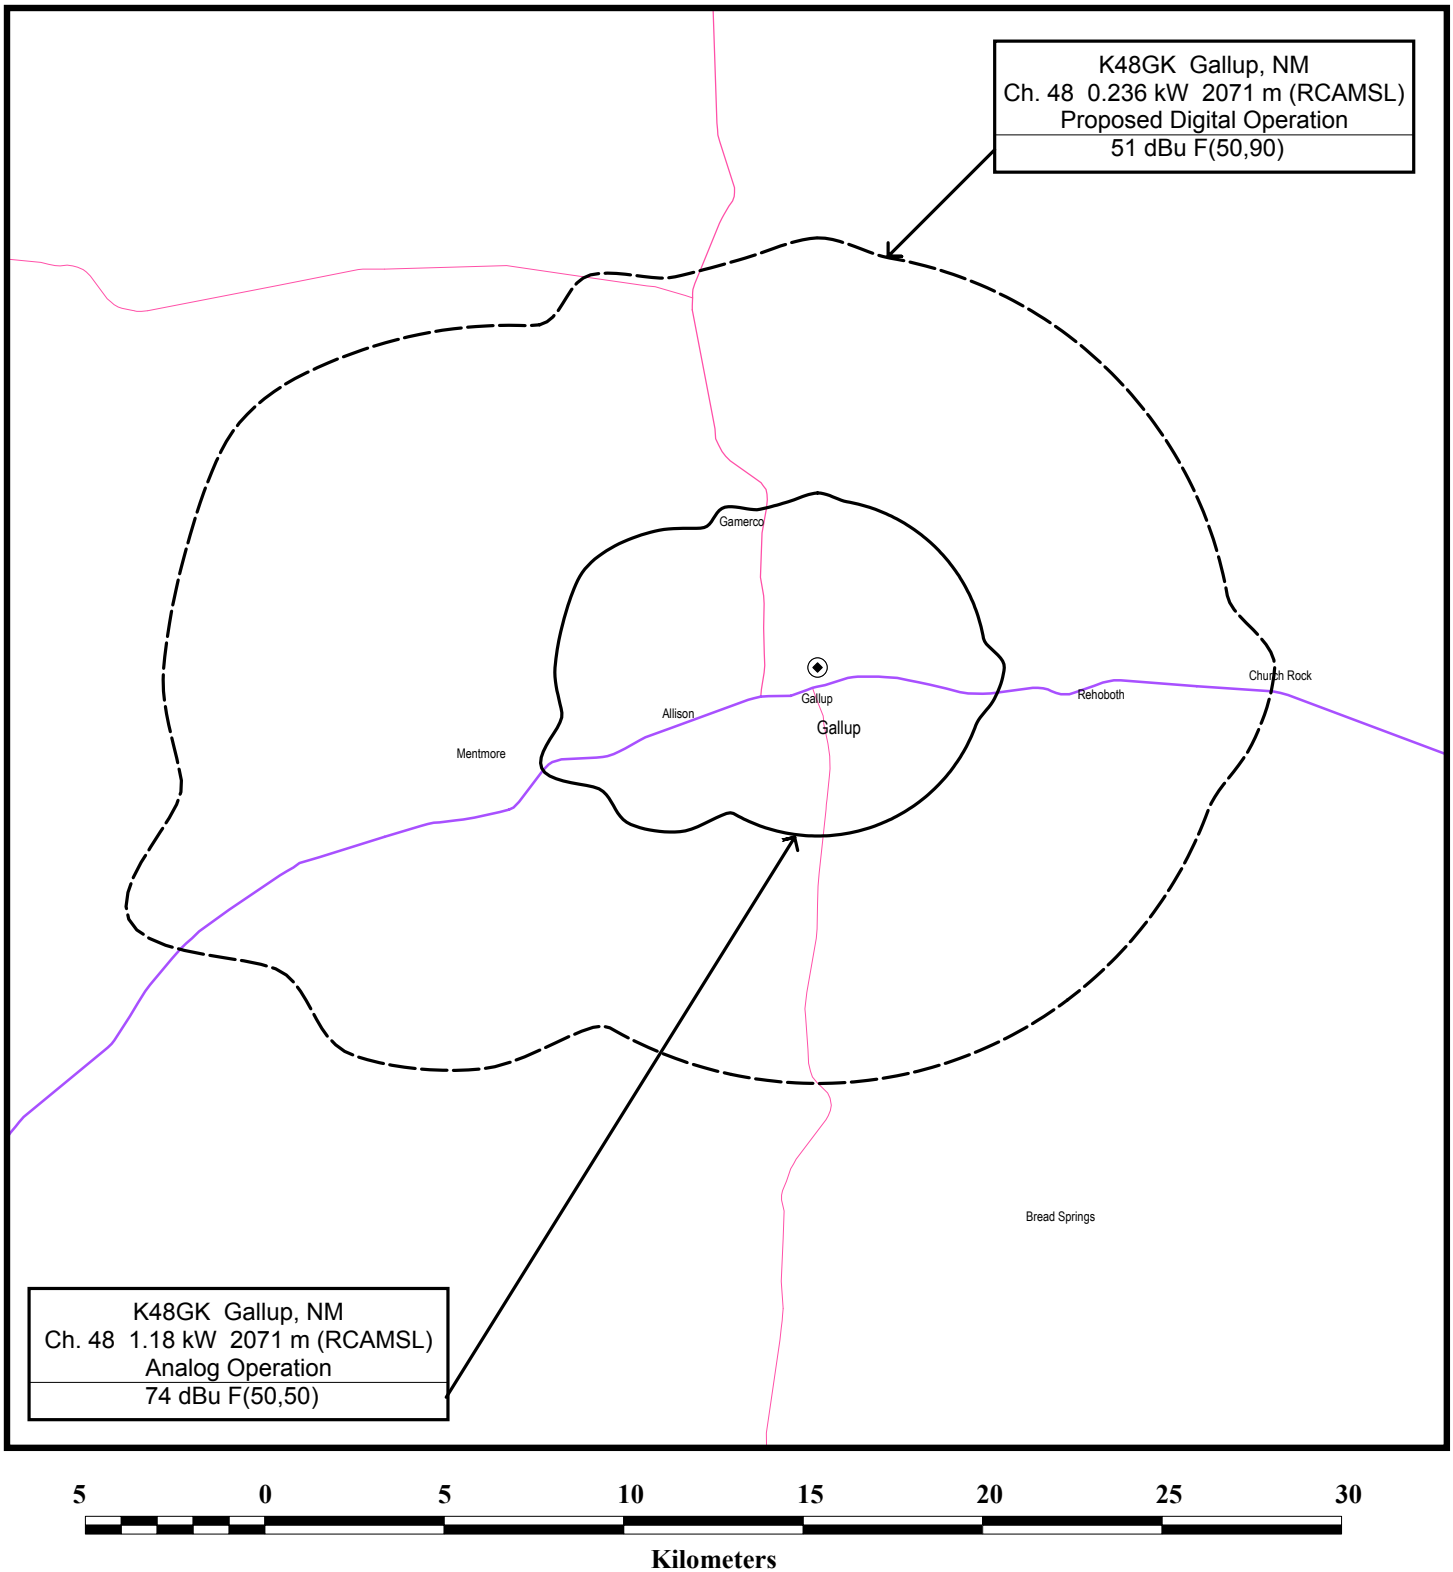 K48GK Gallup, NM
Ch. 48 0.236 kW 2071 m (RCAMSL)
Proposed Digital Operation
51 dBu F(50,90)
Gamerco
Church Rock
Rehoboth
Gallup
Allison
Gallup
Mentmore
Bread Springs
K48GK Gallup, NM
Ch. 48 1.18 kW 2071 m (RCAMSL)
Analog Operation
74 dBu F(50,50)
5 0 5 10 15 20 25 30
Kilometers